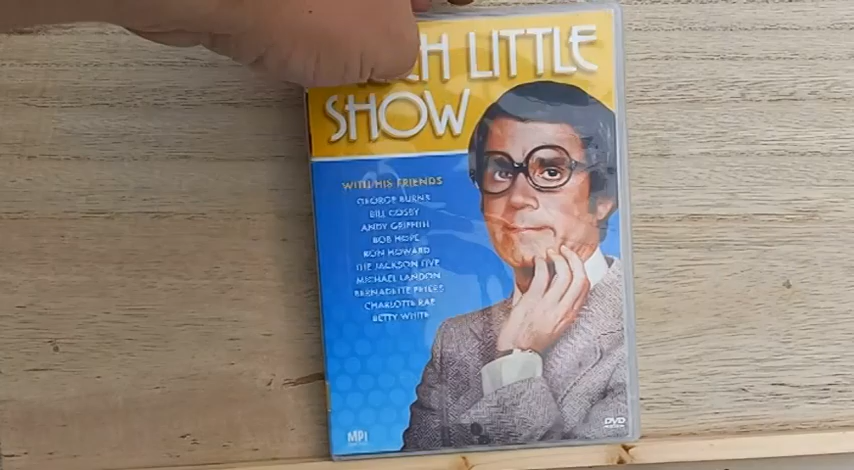 CH LITTLE
SHOW
WITH HIS FRIENDS
GEORGE BURNS
BILL COSBY
ANDY GRIFFITH
BOB HOPE
RON HOWARD
THE JACKSON FIVE
MICHAEL LANDON
BERNADETTE PETERS
CHARLOTTE RAE
BETTY WHITE
MPI
DVD